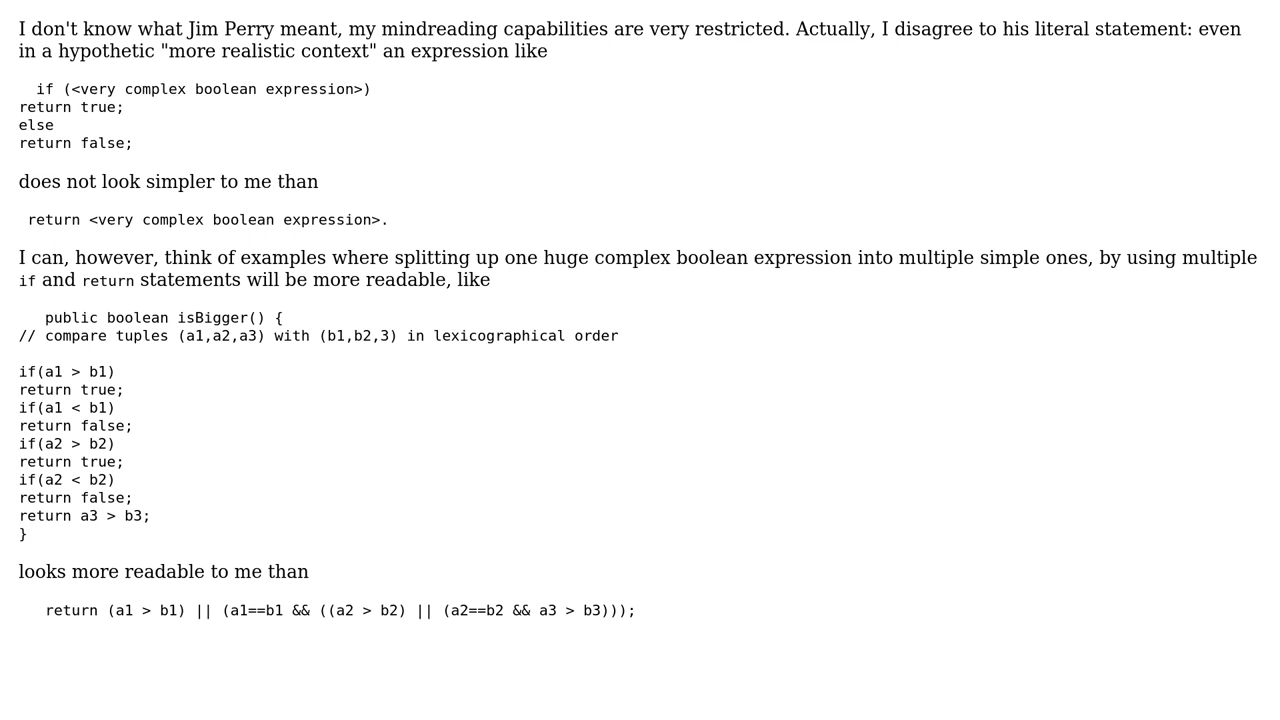 I don't know what Jim Perry meant, my mindreading capabilities are very restricted. Actually, I disagree to his literal statement: even
in a hypothetic "more realistic context" an expression like
if (<very complex boolean expression>)
return true;
else
return false;
does not look simpler to me than
return <very complex boolean expression>.
I can, however, think of examples where splitting up one huge complex boolean expression into multiple simple ones, by using multiple
if and return statements will be more readable, like
public boolean isBigger() {
// compare tuples (a1,a2,a3) with (b1,b2,3) in lexicographical order
if(a1 > b1)
return true;
if(a1 < b1)
return false;
if(a2 > b2)
return true;
if(a2 < b2)
return false;
return a3 > b3;
}
looks more readable to me than
return (a1 > b1) || (a1==b1 && ((a2 > b2) || (a2==b2 && a3 > b3)));